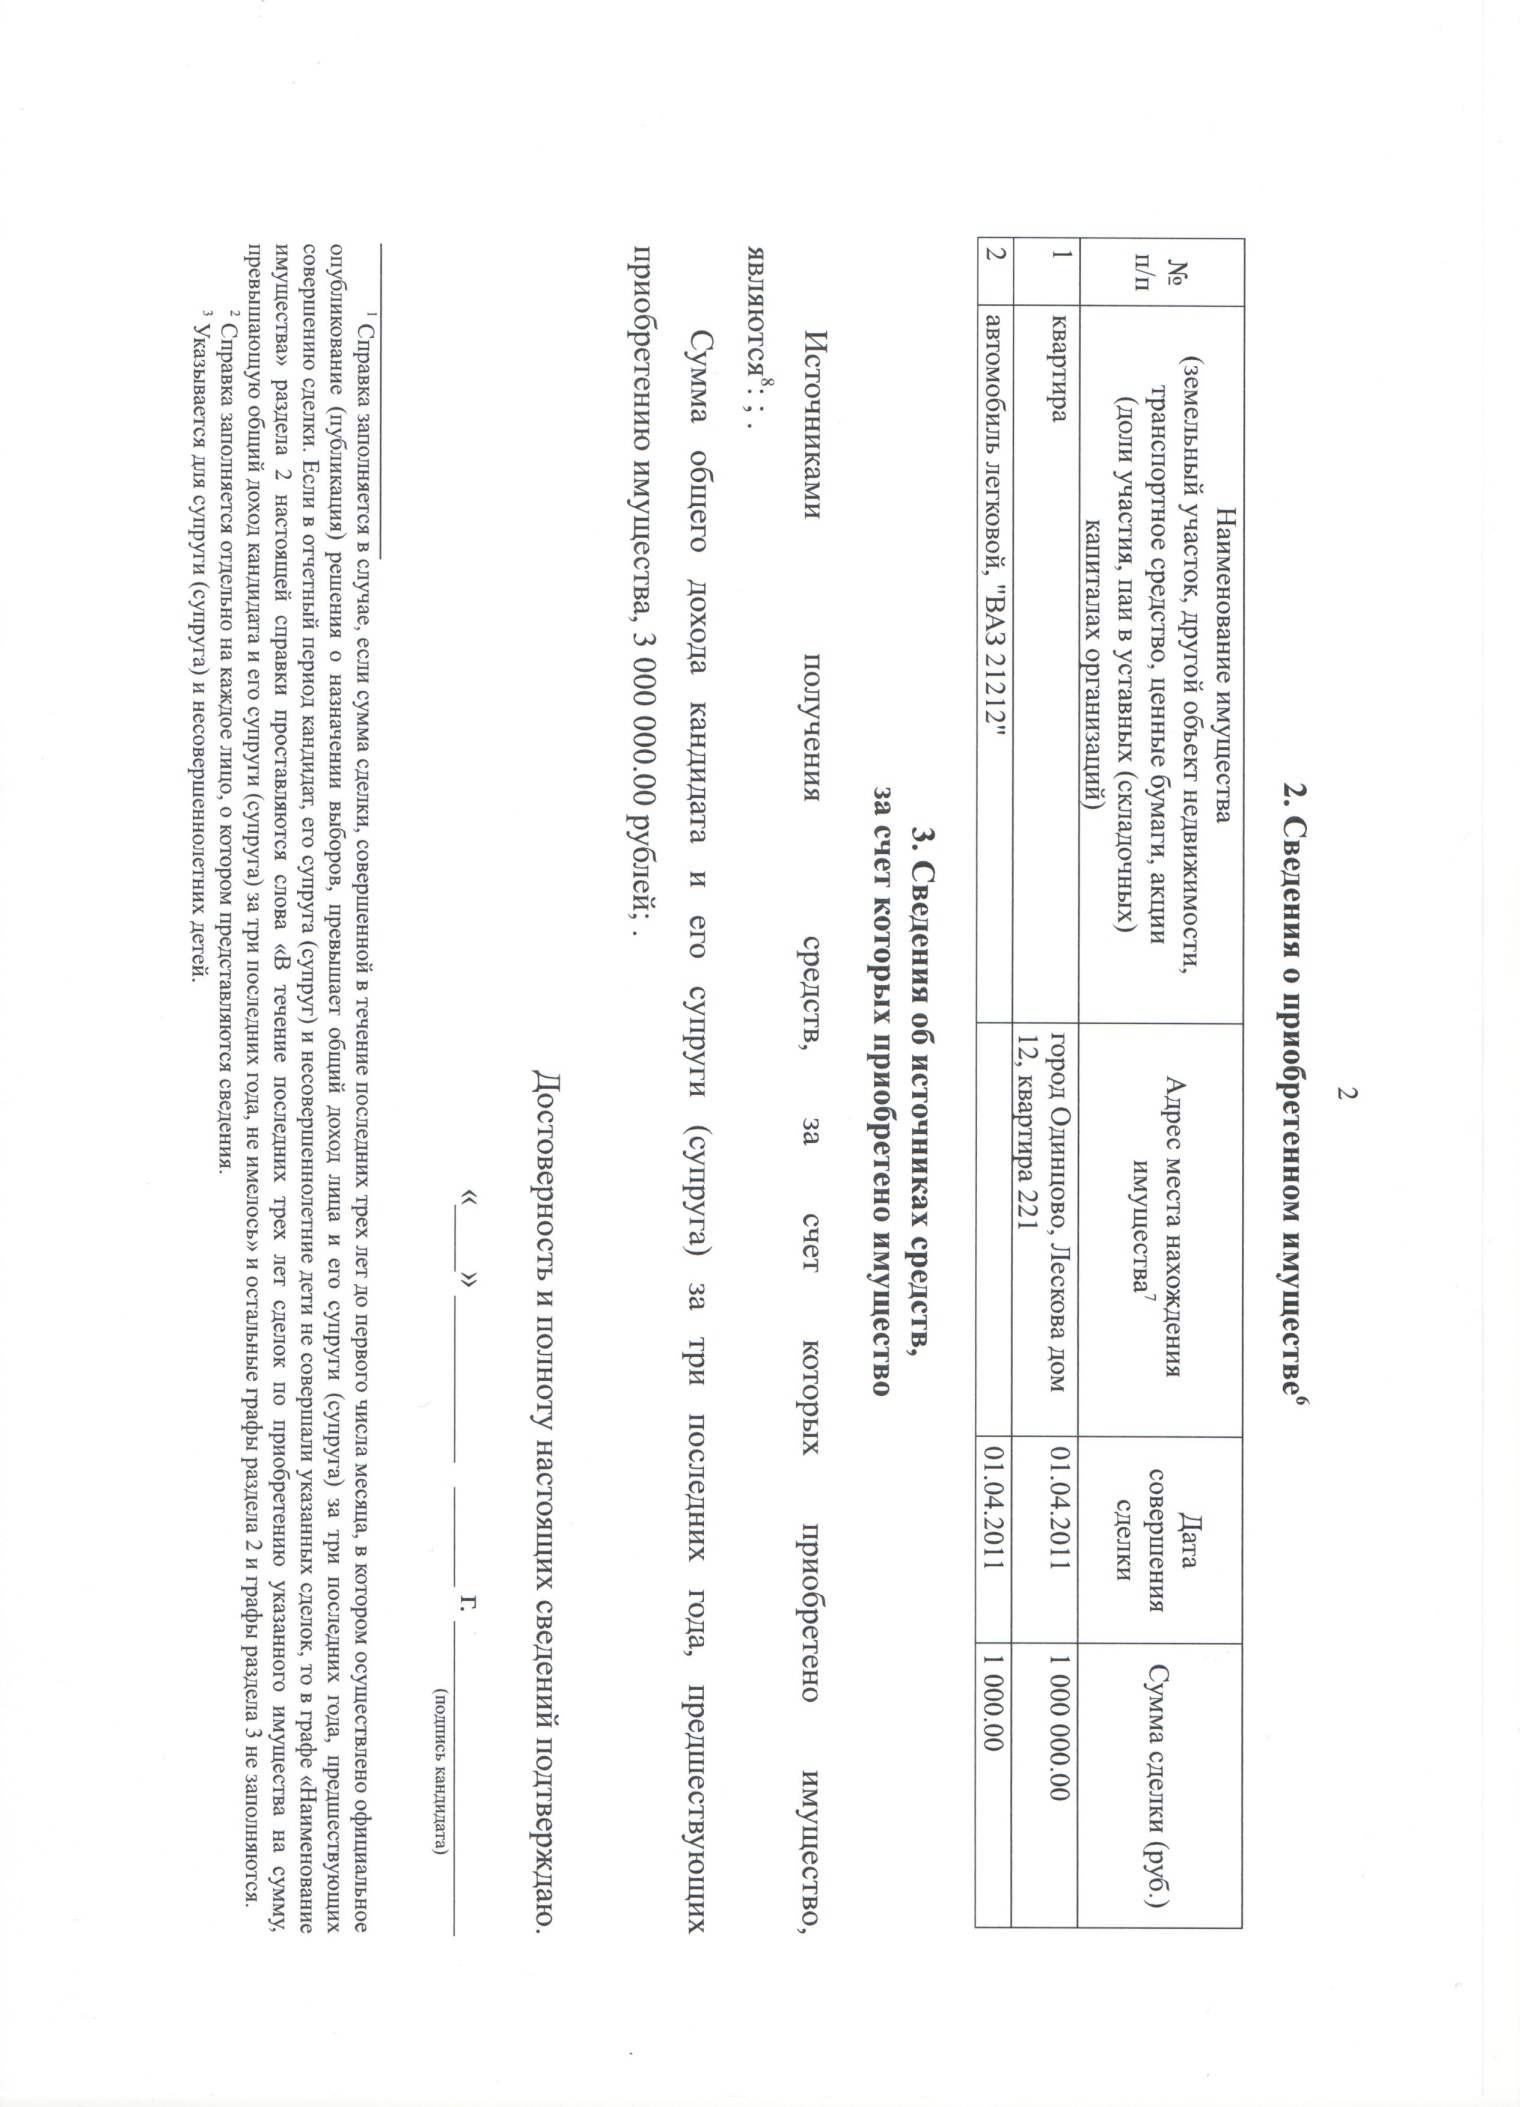 2
2. Сведения о приобретенном имуществе⁶
№
п/п
Наименование имущества
(земельный участок, другой объект недвижимости,
транспортное средство, ценные бумаги, акции
(доли участия, паи в уставных (складочных)
капиталах организаций)
Адрес места нахождения
имущества⁷
Дата
совершения
сделки
Сумма сделки (руб.)
1
квартира
город Одинцово, Лескова дом
12, квартира 221
01.04.2011
1 000 000.00
2
автомобиль легковой, "ВАЗ 21212"
01.04.2011
1 000.00
3. Сведения об источниках средств,
за счет которых приобретено имущество
Источниками получения средств, за счет которых приобретено имущество,
являются⁸: ; .
Сумма общего дохода кандидата и его супруги (супруга) за три последних года, предшествующих
приобретению имущества, 3 000 000.00 рублей; .
Достоверность и полноту настоящих сведений подтверждаю.
«____» ______________ ________ г. __________________________
(подпись кандидата)
¹ Справка заполняется в случае, если сумма сделки, совершенной в течение последних трех лет до первого числа месяца, в котором осуществлено официальное
опубликование (публикация) решения о назначении выборов, превышает общий доход лица и его супруги (супруга) за три последних года, предшествующих
совершению сделки. Если в отчетный период кандидат, его супруга (супруг) и несовершеннолетние дети не совершали указанных сделок, то в графе «Наименование
имущества» раздела 2 настоящей справки проставляются слова «В течение последних трех лет сделок по приобретению указанного имущества на сумму,
превышающую общий доход кандидата и его супруги (супруга) за три последних года, не имелось» и остальные графы раздела 2 и графы раздела 3 не заполняются.
² Справка заполняется отдельно на каждое лицо, о котором представляются сведения.
³ Указывается для супруги (супруга) и несовершеннолетних детей.